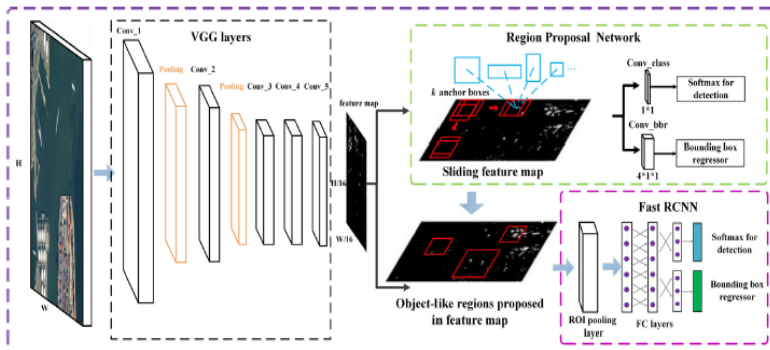 VGG layers
Conv_1
Pooling
Conv_2
Pooling
Conv_3
Conv_4
Conv_5
H
W
feature map
H/16
W/16
Region Proposal Network
k anchor boxes
...
Sliding feature map
Conv_class
1*1
Softmax for
detection
Conv_bbr
4*1*1
Bounding box
regressor
Object-like regions proposed
in feature map
Fast RCNN
ROI pooling
layer
FC layers
Softmax for
detection
Bounding box
regressor